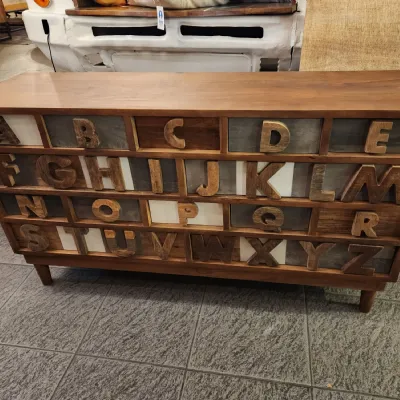 A B C D E
F G H I J K L M
N O P Q R
S T U V W X Y Z